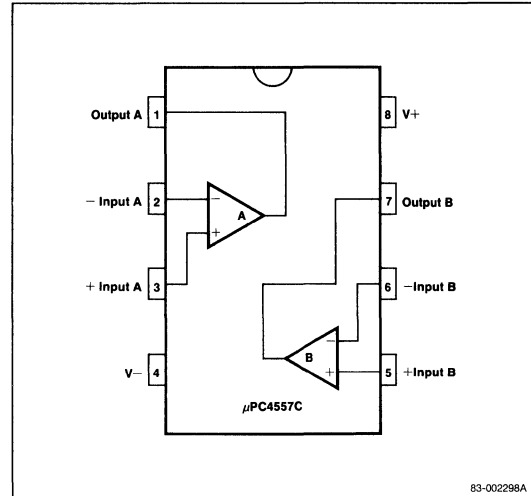 Output A 1
8 V+
− Input A 2
− A
+
7 Output B
+ Input A 3
6 −Input B
−
B
+
V− 4
5 +Input B
µPC4557C
83-002298A